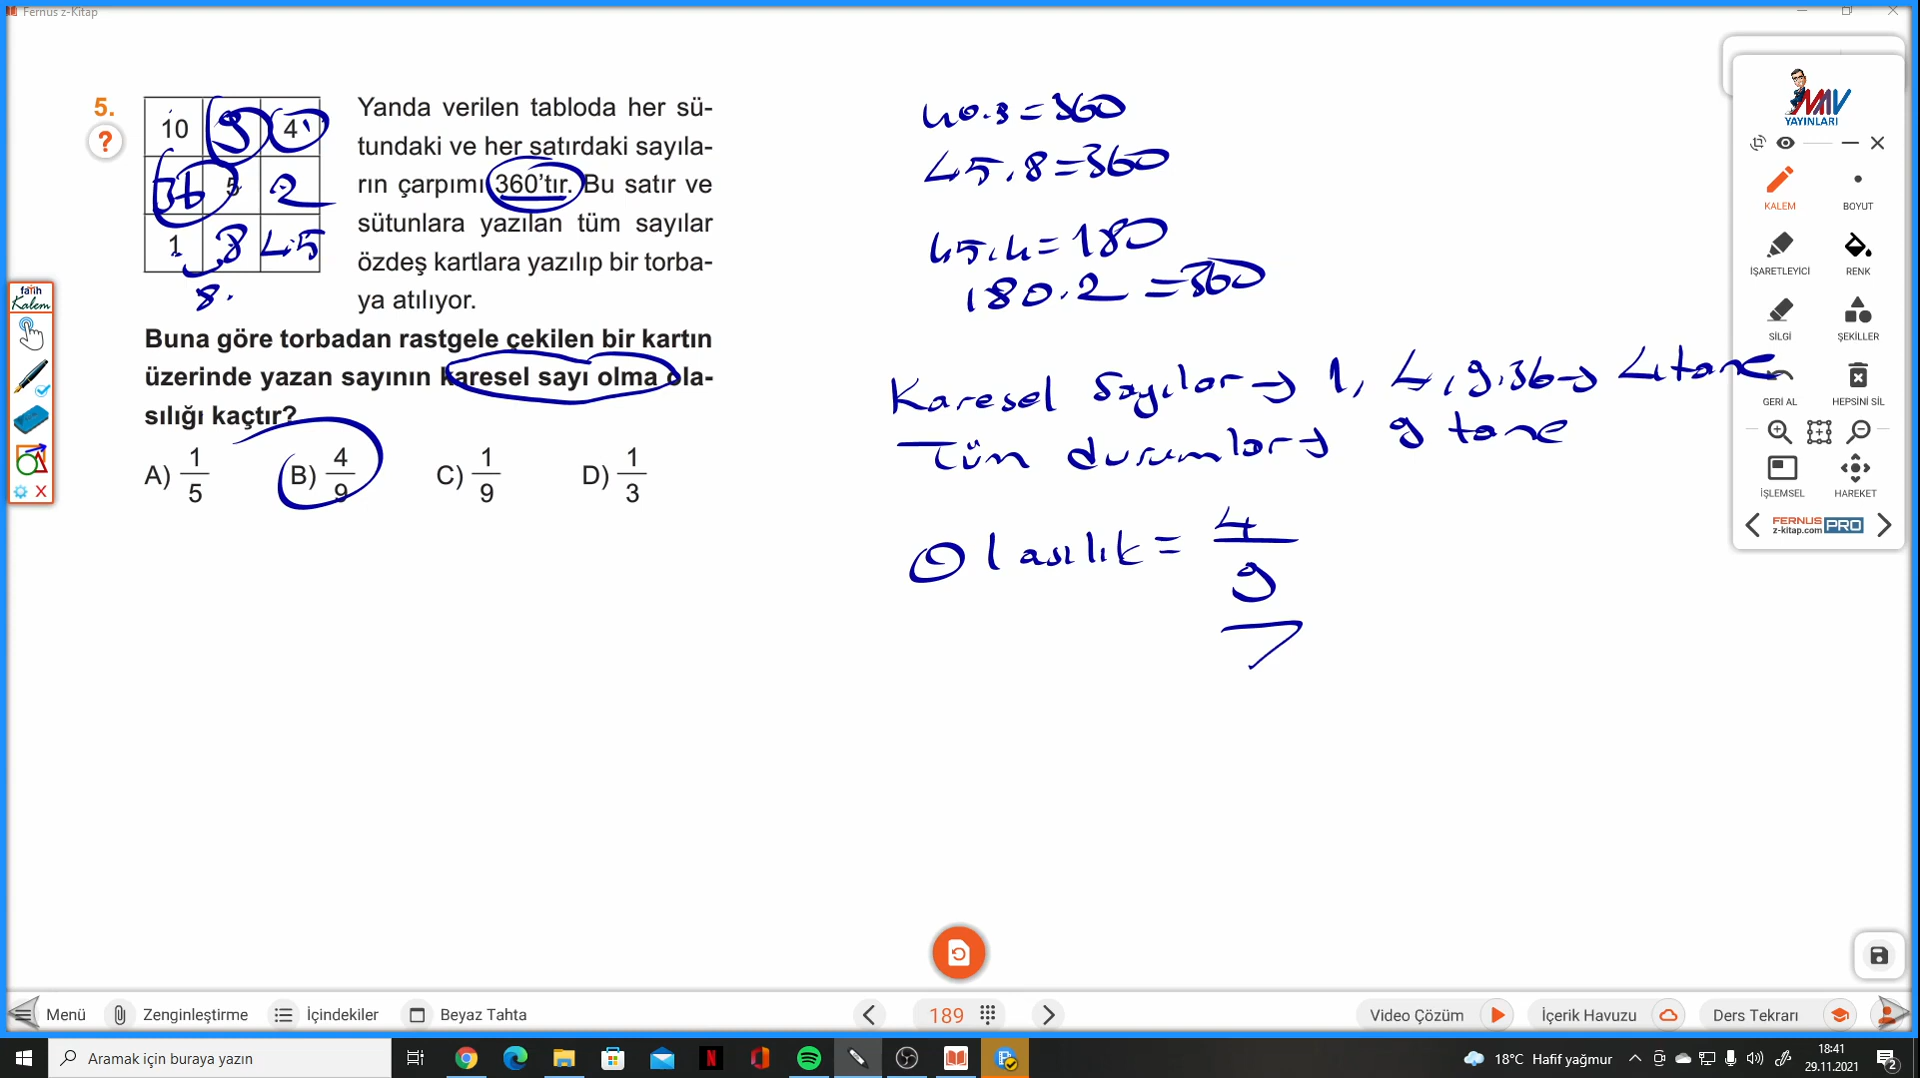 Fernus z-Kitap
5.
?
10 9 4
36 5 2
1 8 45
8.
Yanda verilen tabloda her sü-
tundaki ve her satırdaki sayıla-
rın çarpımı 360'tır. Bu satır ve
sütunlara yazılan tüm sayılar
özdeş kartlara yazılıp bir torba-
ya atılıyor.
Buna göre torbadan rastgele çekilen bir kartın
üzerinde yazan sayının karesel sayı olma ola-
sılığı kaçtır?
A) 1/5 B) 4/9 C) 1/9 D) 1/3
45.8=360
45.4=180
180.2=360
Karesel Sayılar→ 1, 4, 9, 36→ 4 tane
Tüm durumlar→ 9 tane
Olasılık = 4/9
fatih
Kalem
X
MAV
YAYINLARI
KALEM
BOYUT
İŞARETLEYİCİ
RENK
SİLGİ
ŞEKİLLER
GERİ AL
HEPSİNİ SİL
İŞLEMSEL
HAREKET
FERNUS
z-kitap.com PRO
Menü
Zenginleştirme
İçindekiler
Beyaz Tahta
189
Video Çözüm
İçerik Havuzu
Ders Tekrarı
Aramak için buraya yazın
18°C Hafif yağmur
18:41
29.11.2021
2